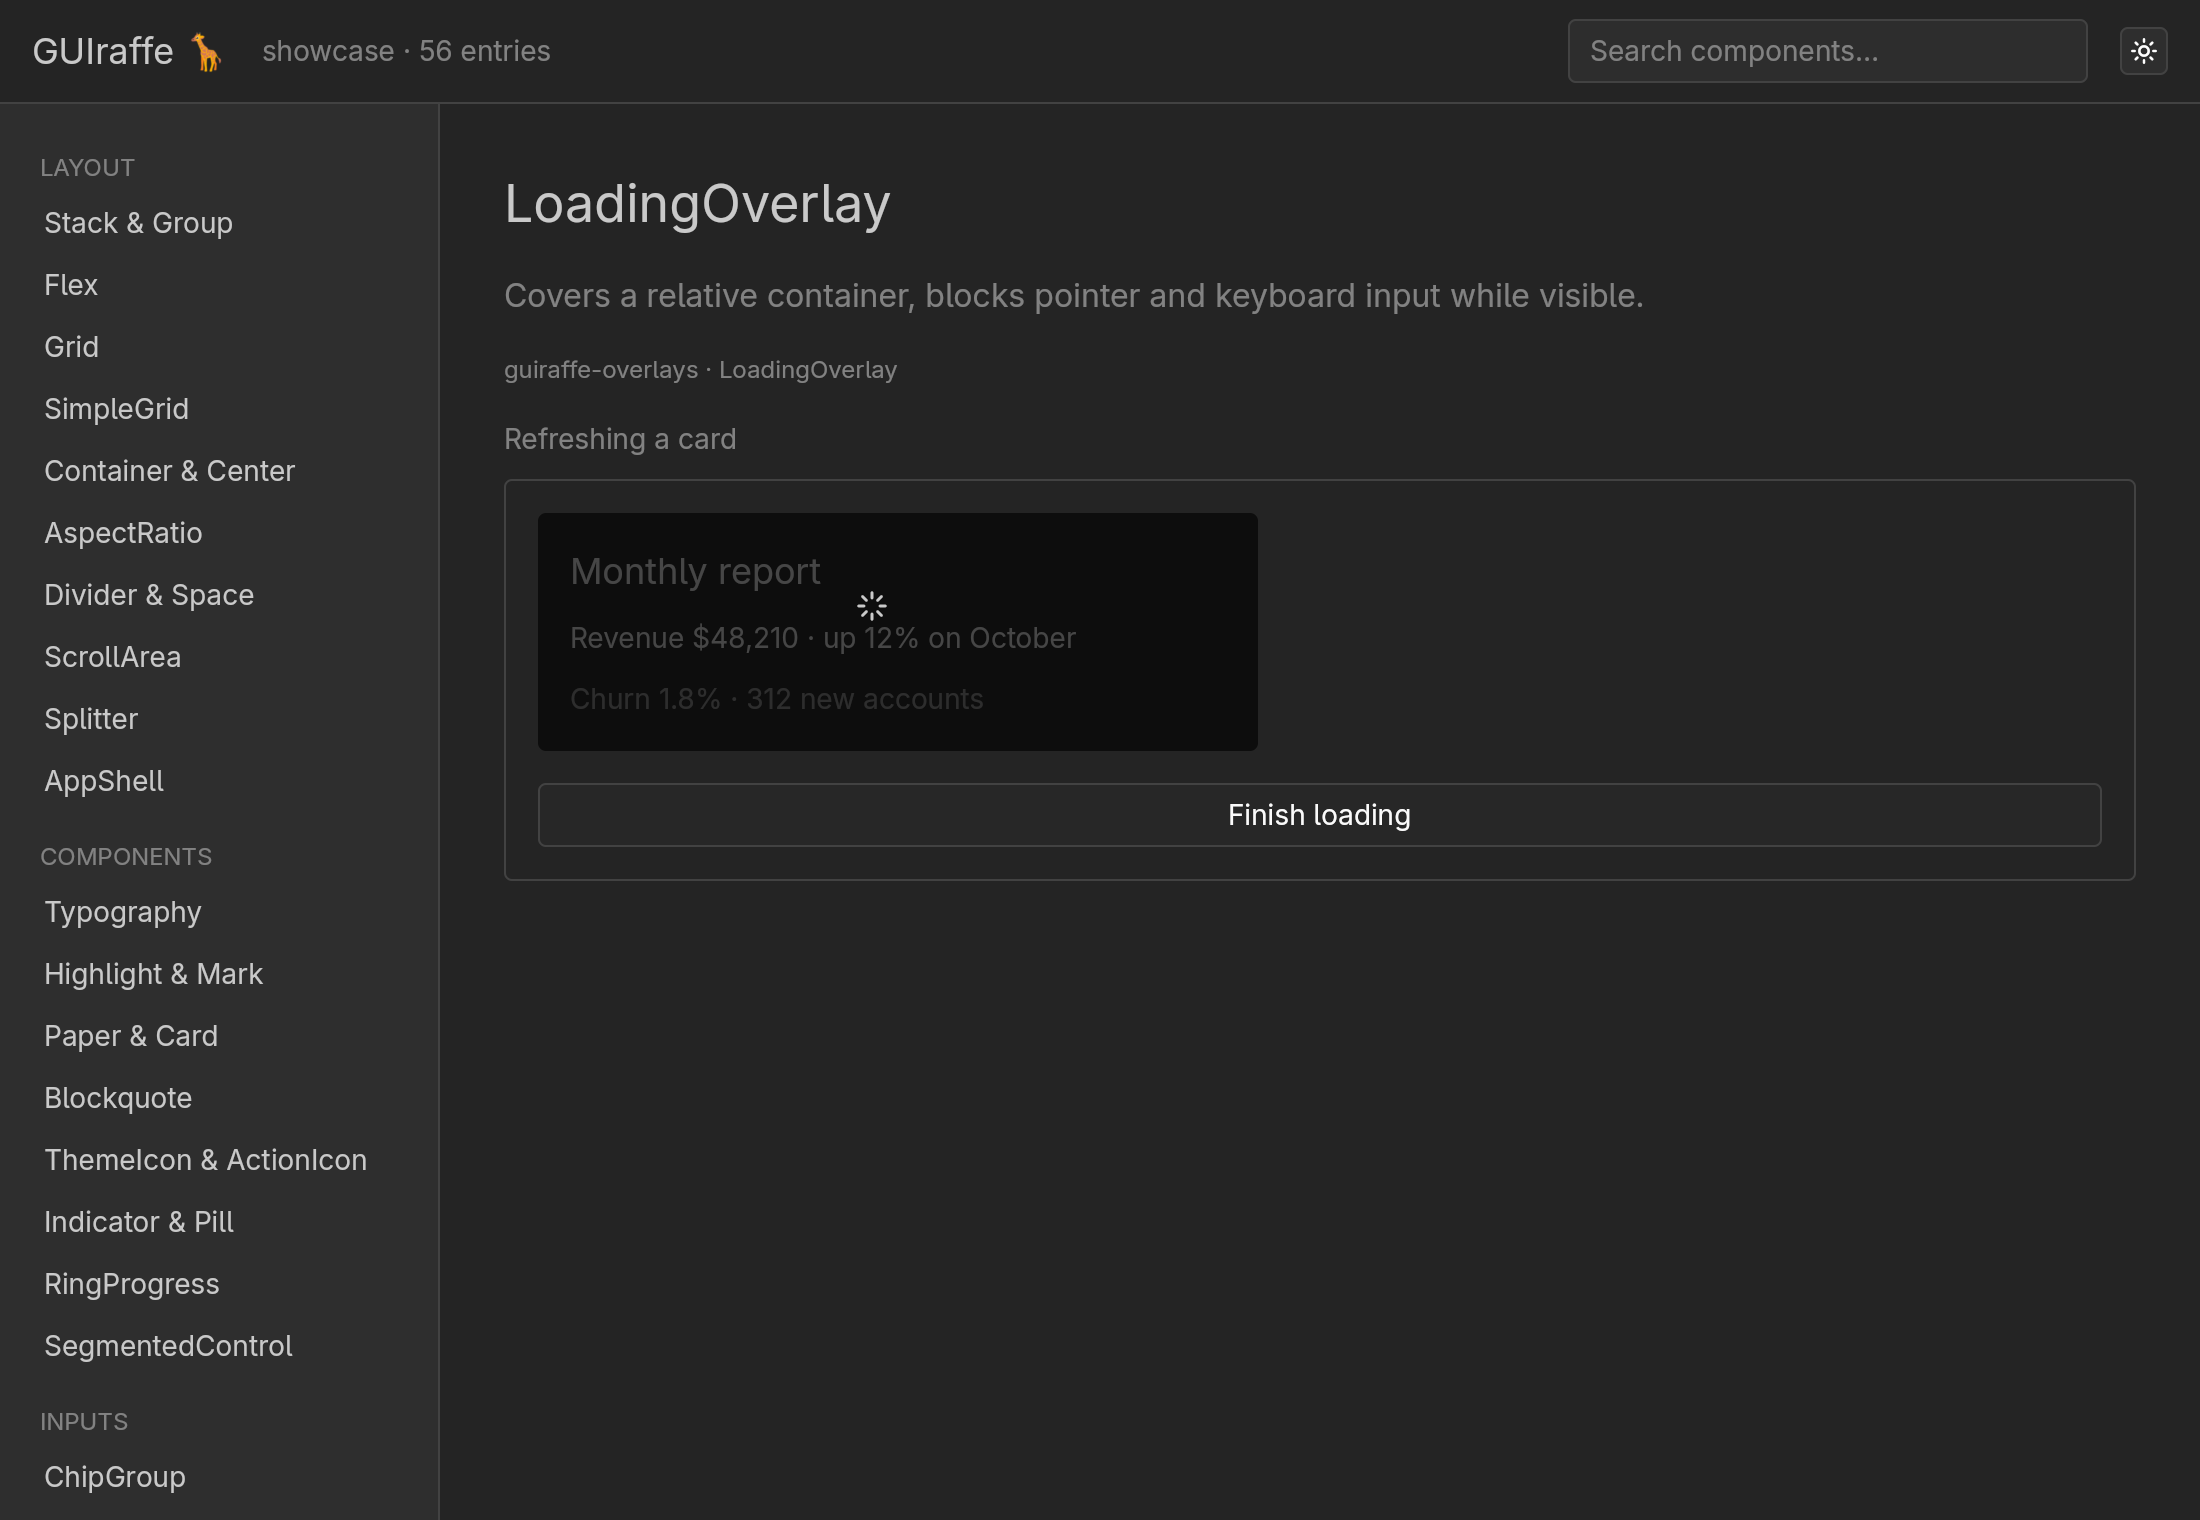 GUIraffe 🦒 showcase · 56 entries
Search components...
LAYOUT
Stack & Group
Flex
Grid
SimpleGrid
Container & Center
AspectRatio
Divider & Space
ScrollArea
Splitter
AppShell
COMPONENTS
Typography
Highlight & Mark
Paper & Card
Blockquote
ThemeIcon & ActionIcon
Indicator & Pill
RingProgress
SegmentedControl
INPUTS
ChipGroup
LoadingOverlay
Covers a relative container, blocks pointer and keyboard input while visible.
guiraffe-overlays · LoadingOverlay
Refreshing a card
Monthly report
Revenue $48,210 · up 12% on October
Churn 1.8% · 312 new accounts
Finish loading